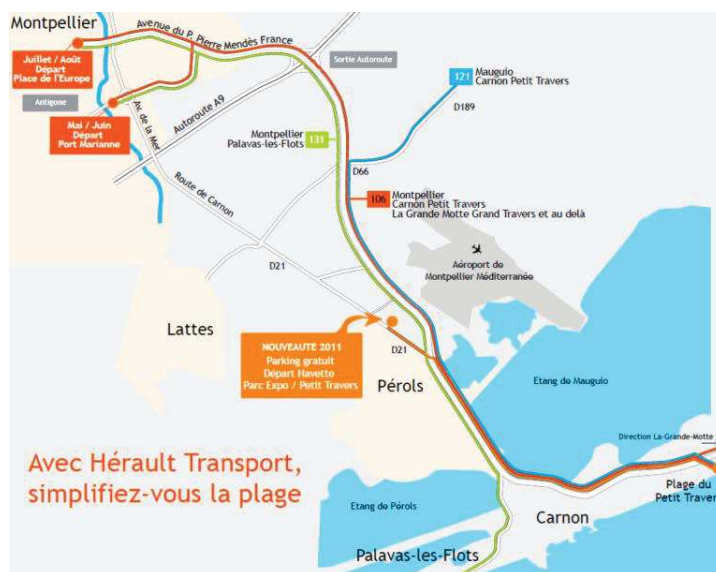 Montpellier
Avenue du P. Pierre Mendès France
Juillet / Août
Départ
Place de l'Europe
Sortie Autoroute
Antigone
Mai / Juin
Départ
Port Marianne
Av. de la Mer
Autoroute A9
121
Mauguio
Carnon Petit Travers
D189
Montpellier
Palavas-les-Flots
131
D66
Route de Carnon
106
Montpellier
Carnon Petit Travers
La Grande Motte Grand Travers et au delà
Aéroport de
Montpellier Méditerranée
D21
Lattes
NOUVEAUTE 2011
Parking gratuit
Départ Navette
Parc Expo / Petit Travers
D21
Pérols
Etang de Mauguio
Avec Hérault Transport,
simplifiez-vous la plage
Direction La-Grande-Motte
Plage du
Petit Traver
Etang de Pérols
Carnon
Palavas-les-Flots